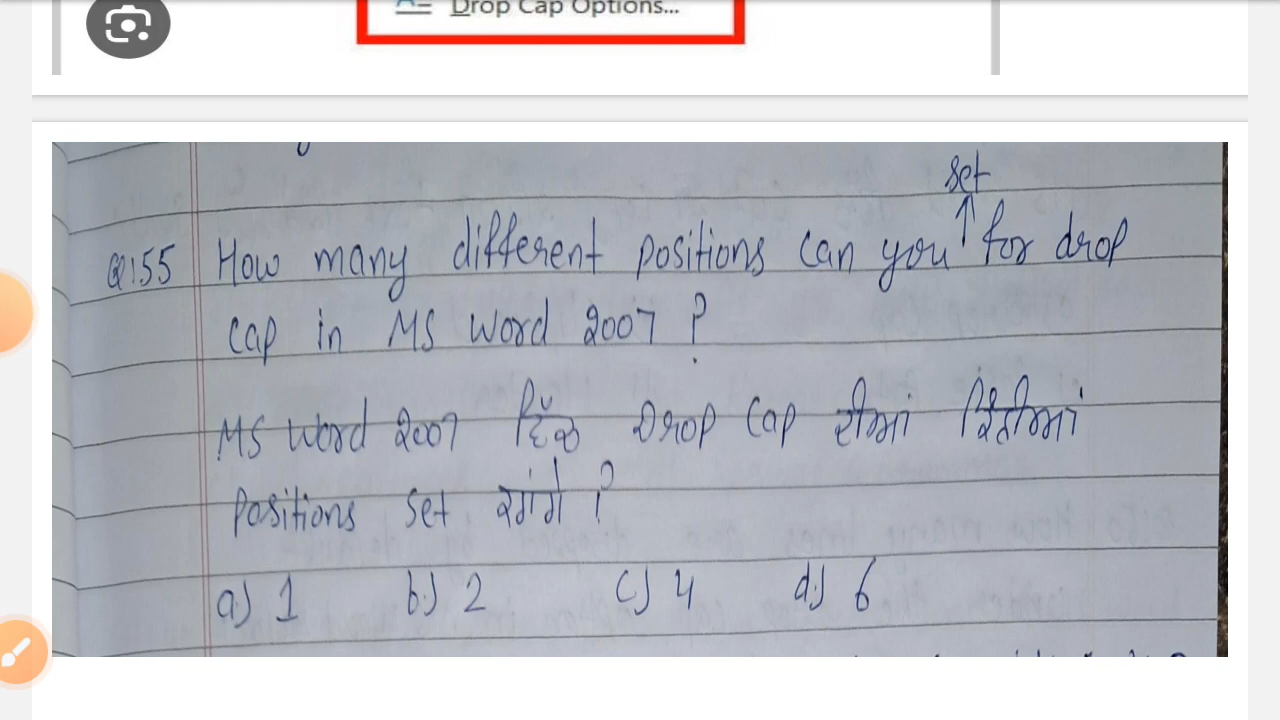 Drop Cap Options...
set
Q:55 How many different positions can you ↑ for drop
cap in MS Word 2007 ?
MS Word 2007 ਵਿੱਚ Drop Cap ਦੀਆਂ ਕਿੰਨੀਆਂ
Positions set ?
a) 1 b) 2 c) 4 d) 6